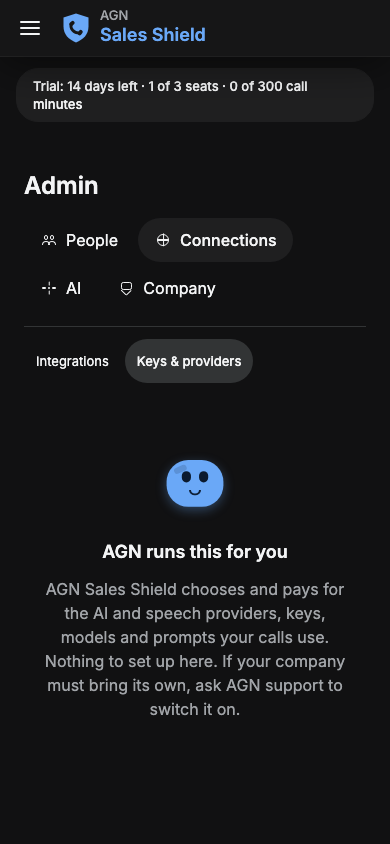 AGN
Sales Shield
Trial: 14 days left · 1 of 3 seats · 0 of 300 call
minutes
Admin
People
Connections
AI
Company
Integrations
Keys & providers
AGN runs this for you
AGN Sales Shield chooses and pays for
the AI and speech providers, keys,
models and prompts your calls use.
Nothing to set up here. If your company
must bring its own, ask AGN support to
switch it on.